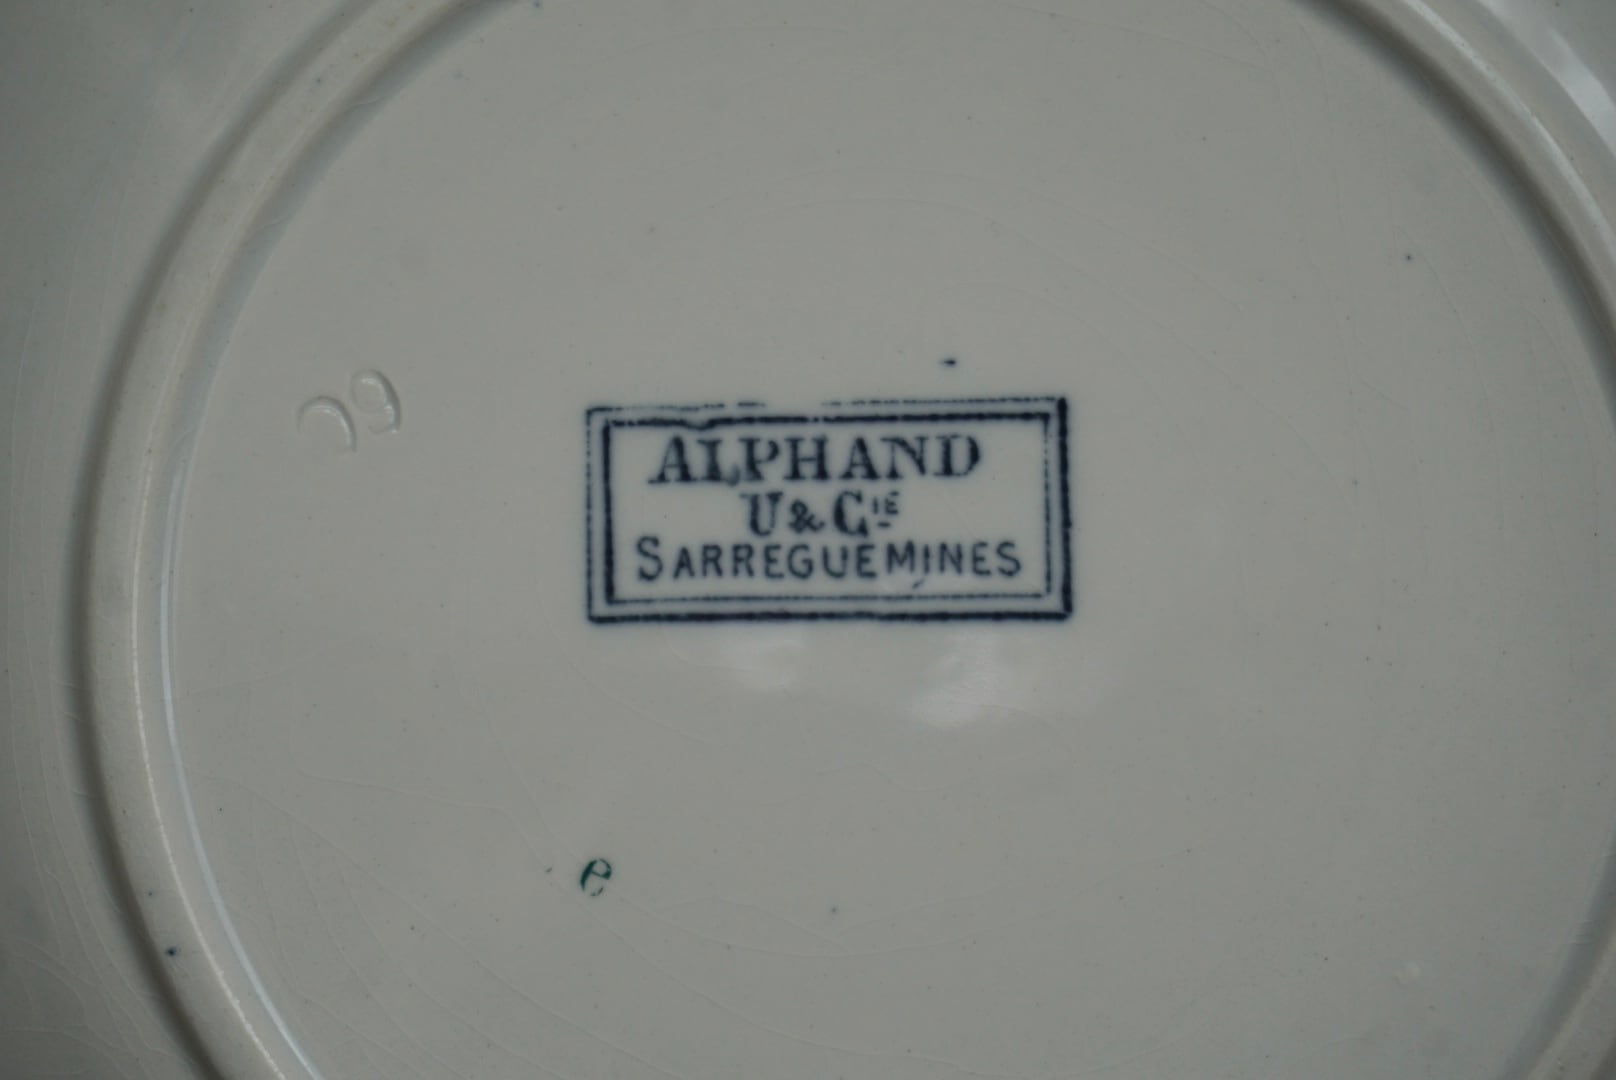 ALPHAND
U & CIE
SARREGUEMINES
e